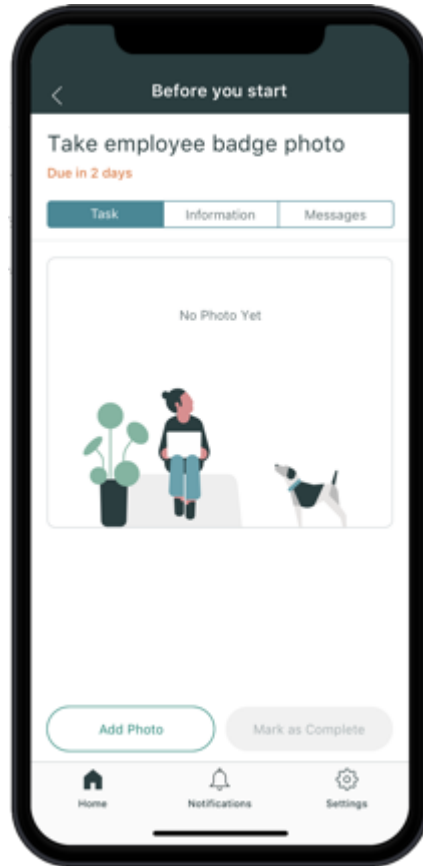 Before you start
Take employee badge photo
Due in 2 days
Task Information Messages
No Photo Yet
Add Photo Mark as Complete
Home Notifications Settings